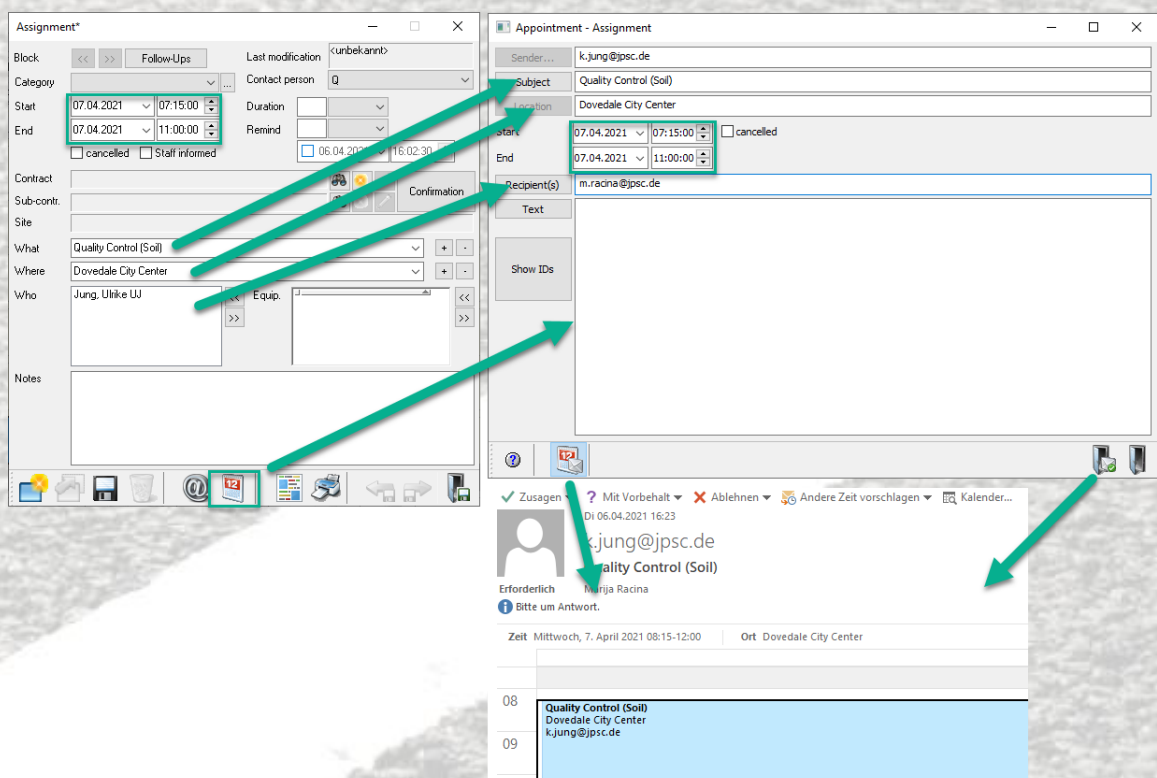 Assignment*
Block << >> Follow-Ups Last modification <unbekannt>
Category ... Contact person Q
Start 07.04.2021 07:15:00 Duration
End 07.04.2021 11:00:00 Remind
cancelled Staff informed 06.04.2021 16:02:30
Contract
Sub-contr. Confirmation
Site
What Quality Control (Soil) + -
Where Dovedale City Center + -
Who Jung, Ulrike UJ << Equip. <<
>> >>
Notes
12
Appointment - Assignment
Sender... k.jung@jpsc.de
Subject Quality Control (Soil)
Location Dovedale City Center
Start 07.04.2021 07:15:00 cancelled
End 07.04.2021 11:00:00
Recipient(s) m.racina@jpsc.de
Text
Show IDs
12
Zusagen ? Mit Vorbehalt Ablehnen Andere Zeit vorschlagen Kalender...
Di 06.04.2021 16:23
k.jung@jpsc.de
Quality Control (Soil)
Erforderlich Marija Racina
Bitte um Antwort.
Zeit Mittwoch, 7. April 2021 08:15-12:00 Ort Dovedale City Center
08 Quality Control (Soil)
Dovedale City Center
k.jung@jpsc.de
09